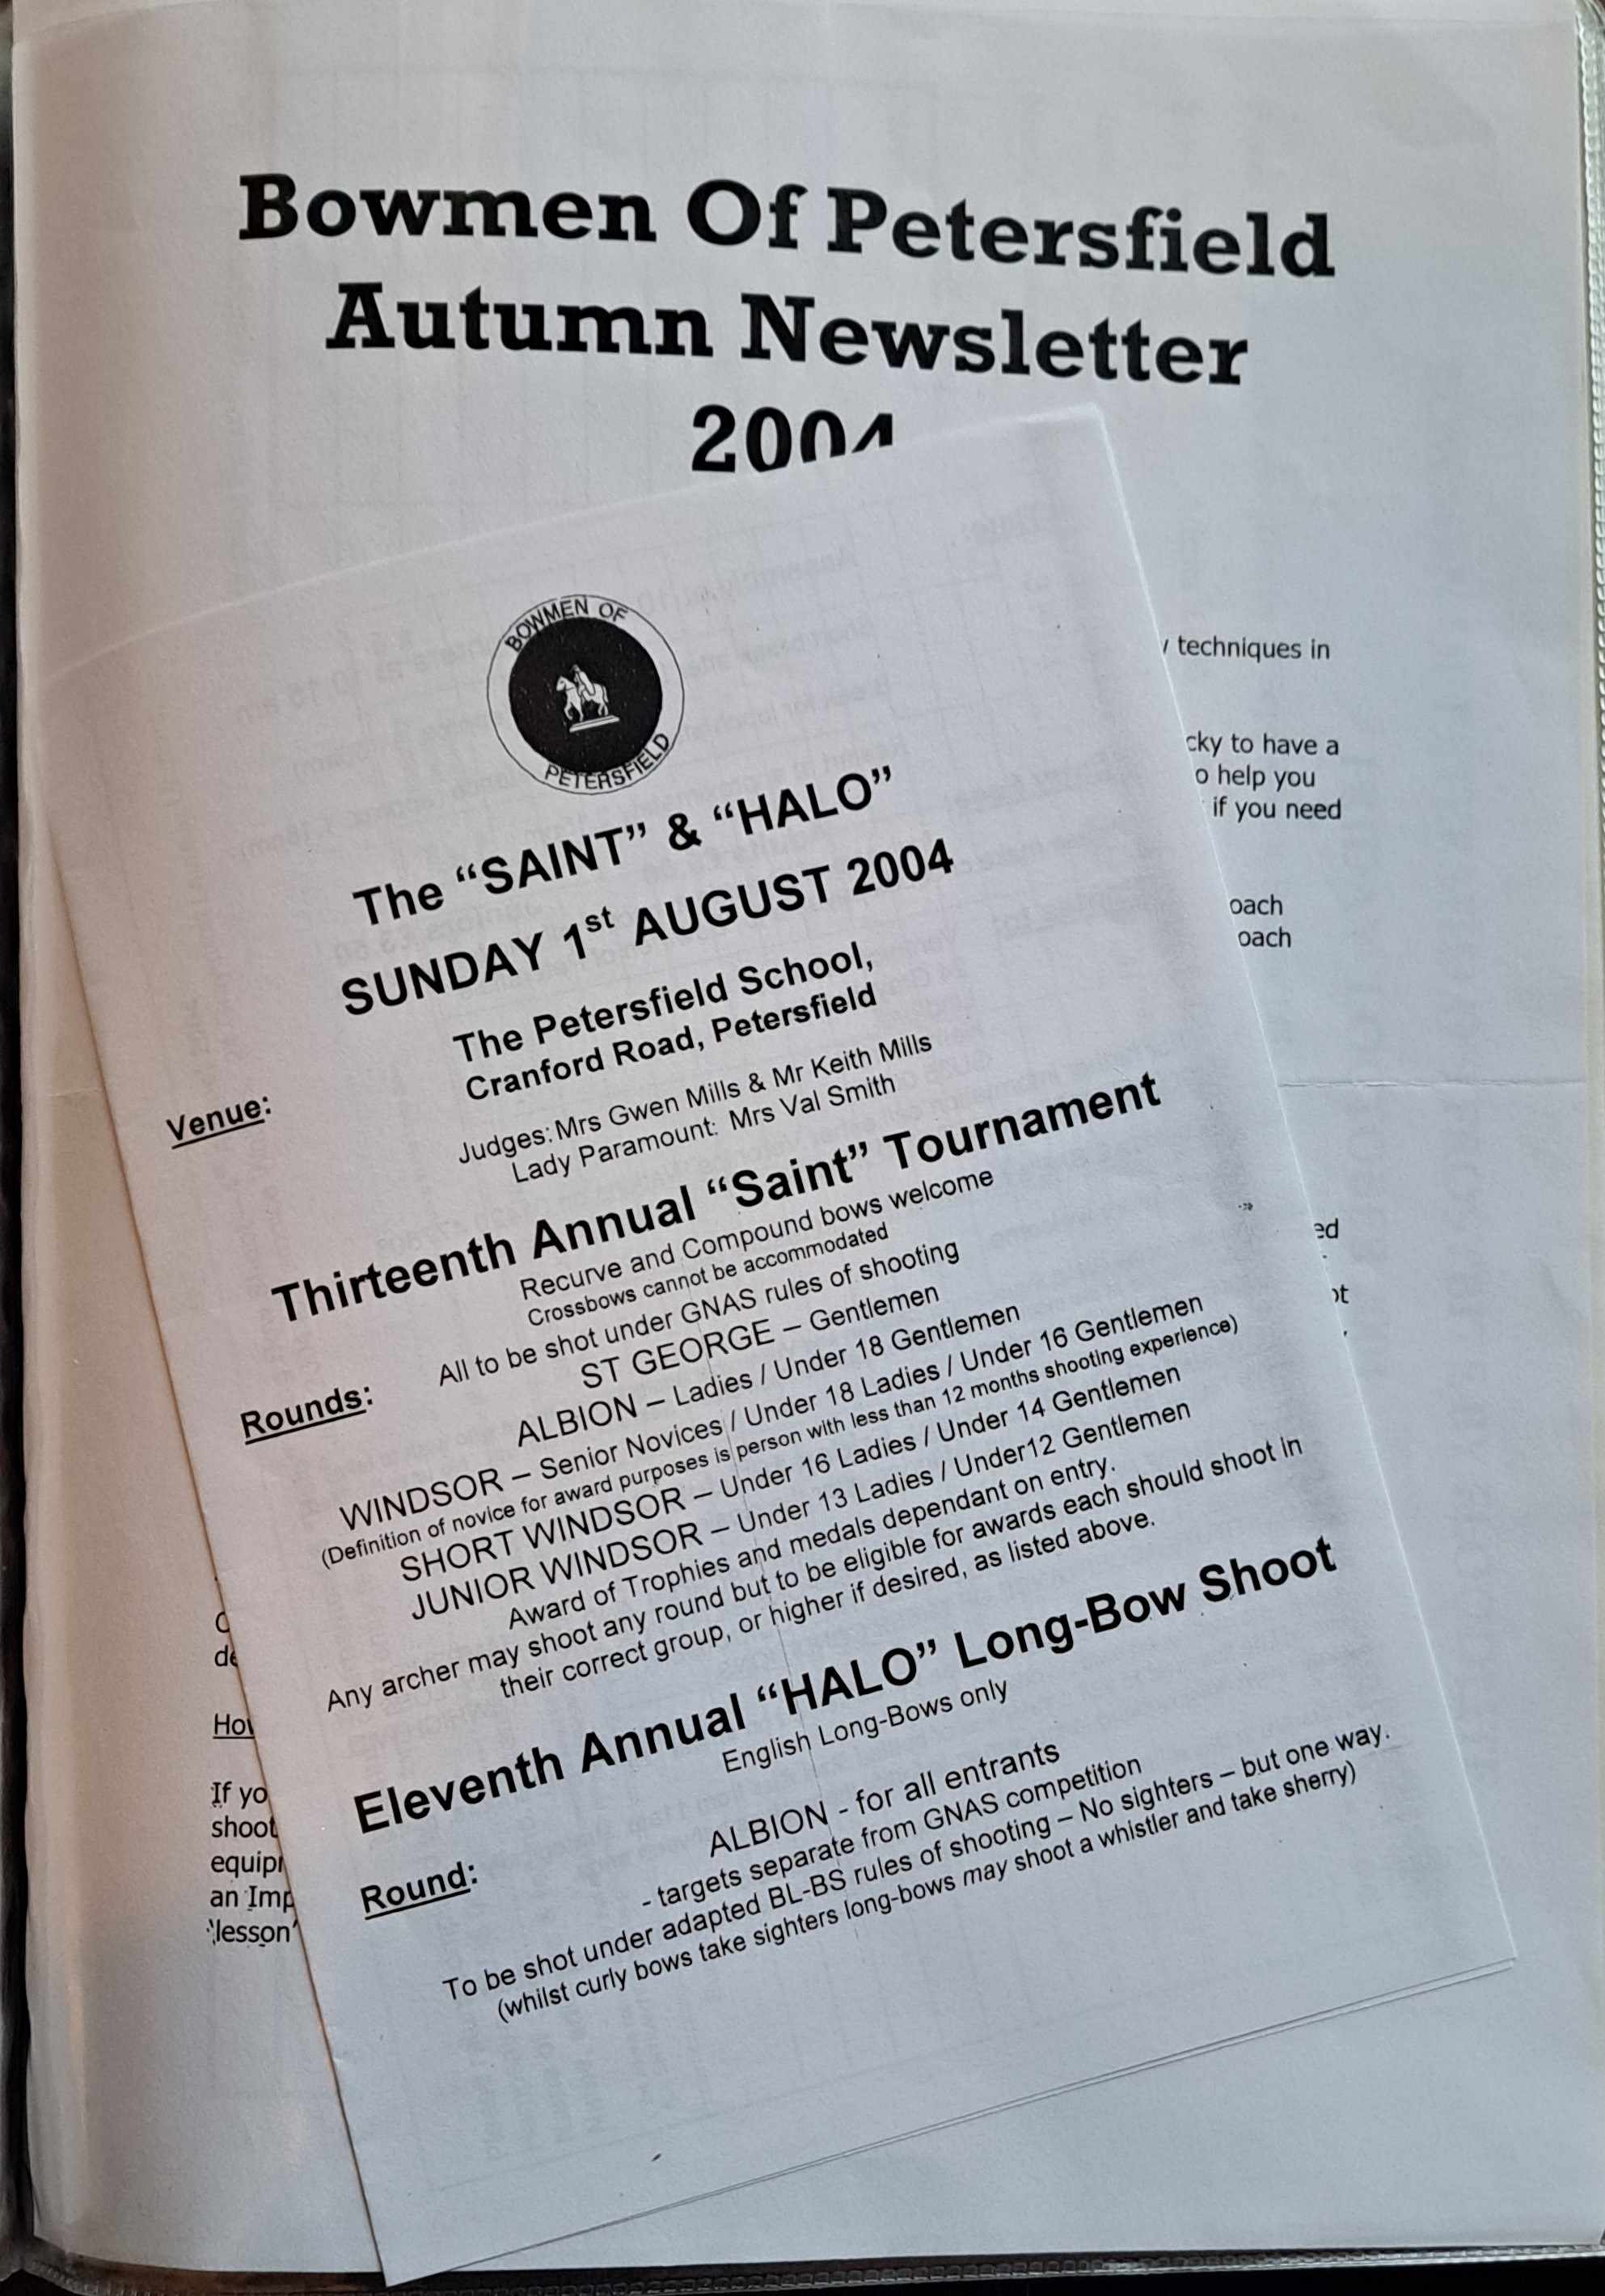 Bowmen Of Petersfield
Autumn Newsletter
2004
techniques in
to have a
help you
if you need
BOWMEN OF
PETERSFIELD
The “SAINT” & “HALO”
SUNDAY 1st AUGUST 2004
Venue:
The Petersfield School,
Cranford Road, Petersfield
Judges: Mrs Gwen Mills & Mr Keith Mills
Lady Paramount: Mrs Val Smith
Thirteenth Annual “Saint” Tournament
Recurve and Compound bows welcome
Crossbows cannot be accommodated
All to be shot under GNAS rules of shooting
Rounds:
ST GEORGE – Gentlemen
ALBION – Ladies / Under 18 Gentlemen
WINDSOR – Senior Novices / Under 18 Ladies / Under 16 Gentlemen
(Definition of novice for award purposes is person with less than 12 months shooting experience)
SHORT WINDSOR – Under 16 Ladies / Under 14 Gentlemen
JUNIOR WINDSOR – Under 13 Ladies / Under12 Gentlemen
Award of Trophies and medals dependant on entry.
Any archer may shoot any round but to be eligible for awards each should shoot in
their correct group, or higher if desired, as listed above.
Eleventh Annual “HALO” Long-Bow Shoot
English Long-Bows only
Round:
ALBION - for all entrants
- targets separate from GNAS competition
To be shot under adapted BL-BS rules of shooting – No sighters – but one way.
(whilst curly bows take sighters long-bows may shoot a whistler and take sherry)
If
shoot
an
'lesson'